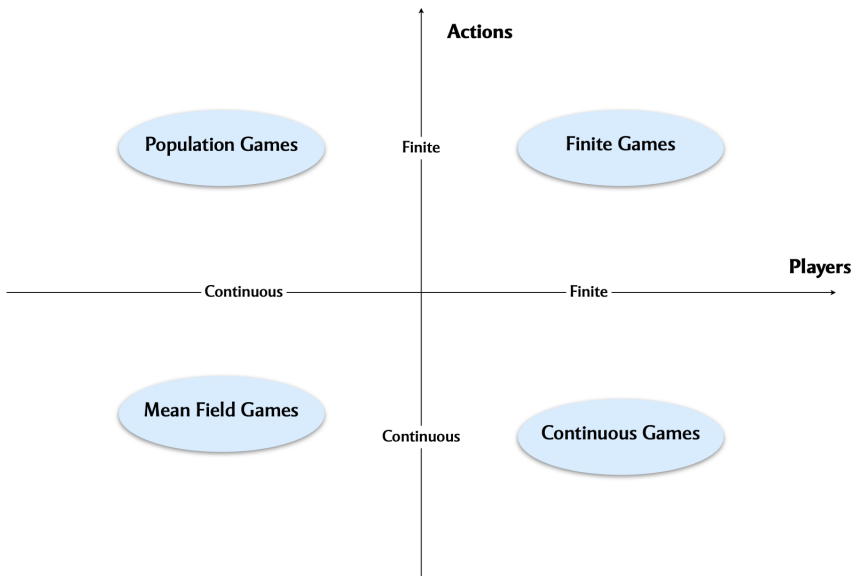 Actions
Population Games
Finite
Finite Games
Players
Continuous
Finite
Mean Field Games
Continuous
Continuous Games